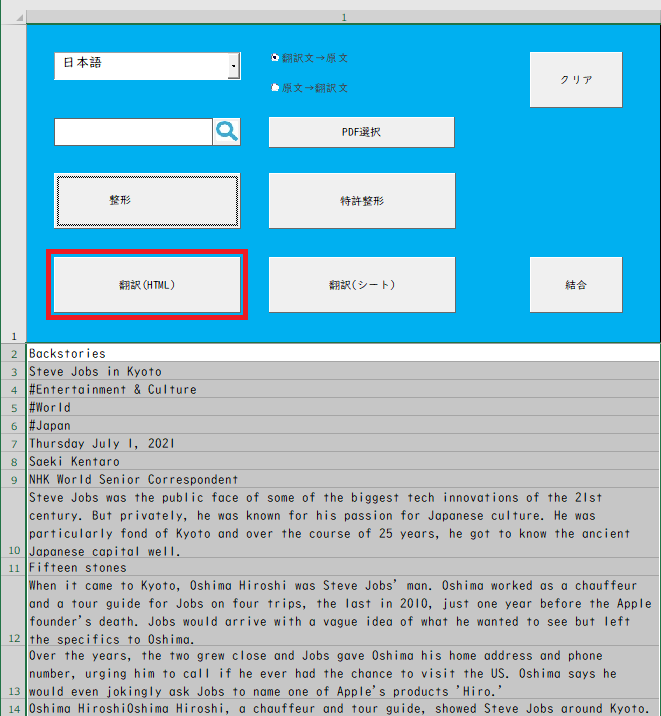 1
日本語
翻訳文→原文
原文→翻訳文
クリア
PDF選択
整形
特許整形
翻訳(HTML)
翻訳(シート)
結合
1
2 Backstories
3 Steve Jobs in Kyoto
4 #Entertainment & Culture
5 #World
6 #Japan
7 Thursday July 1, 2021
8 Saeki Kentaro
9 NHK World Senior Correspondent
Steve Jobs was the public face of some of the biggest tech innovations of the 21st
century. But privately, he was known for his passion for Japanese culture. He was
particularly fond of Kyoto and over the course of 25 years, he got to know the ancient
10 Japanese capital well.
11 Fifteen stones
When it came to Kyoto, Oshima Hiroshi was Steve Jobs' man. Oshima worked as a chauffeur
and a tour guide for Jobs on four trips, the last in 2010, just one year before the Apple
founder's death. Jobs would arrive with a vague idea of what he wanted to see but left
12 the specifics to Oshima.
Over the years, the two grew close and Jobs gave Oshima his home address and phone
number, urging him to call if he ever had the chance to visit the US. Oshima says he
13 would even jokingly ask Jobs to name one of Apple's products 'Hiro.'
14 Oshima HiroshiOshima Hiroshi, a chauffeur and tour guide, showed Steve Jobs around Kyoto.